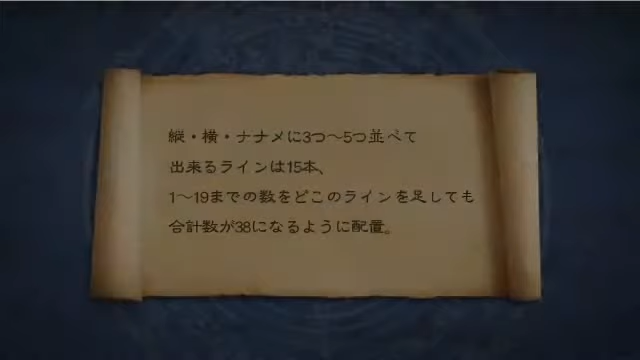 縦・横・ナナメに3つ～5つ並べて
出来るラインは15本、
1～19までの数をどこのラインを足しても
合計数が38になるように配置。